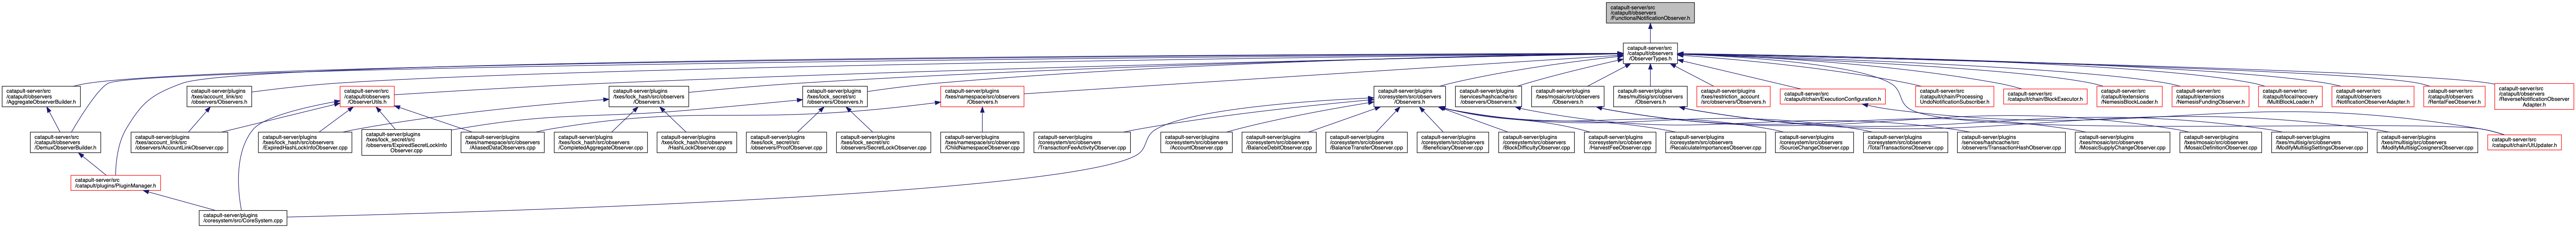 catapult-server/src
/catapult/observers
/FunctionalNotificationObserver.h
catapult-server/src
/catapult/observers
/ObserverTypes.h
catapult-server/src
/catapult/observers
/AggregateObserverBuilder.h
catapult-server/plugins
/txes/account_link/src
/observers/Observers.h
catapult-server/src
/catapult/observers
/ObserverUtils.h
catapult-server/plugins
/txes/lock_hash/src/observers
/Observers.h
catapult-server/plugins
/txes/lock_secret/src
/observers/Observers.h
catapult-server/plugins
/txes/namespace/src/observers
/Observers.h
catapult-server/plugins
/coresystem/src/observers
/Observers.h
catapult-server/plugins
/services/hashcache/src
/observers/Observers.h
catapult-server/plugins
/txes/mosaic/src/observers
/Observers.h
catapult-server/plugins
/txes/multisig/src/observers
/Observers.h
catapult-server/plugins
/txes/restriction_account
/src/observers/Observers.h
catapult-server/src
/catapult/chain/ExecutionConfiguration.h
catapult-server/src
/catapult/chain/Processing
UndoNotificationSubscriber.h
catapult-server/src
/catapult/chain/BlockExecutor.h
catapult-server/src
/catapult/extensions
/NemesisBlockLoader.h
catapult-server/src
/catapult/extensions
/NemesisFundingObserver.h
catapult-server/src
/catapult/local/recovery
/MultiBlockLoader.h
catapult-server/src
/catapult/observers
/NotificationObserverAdapter.h
catapult-server/src
/catapult/observers
/RentalFeeObserver.h
catapult-server/src
/catapult/observers
/ReverseNotificationObserver
Adapter.h
catapult-server/src
/catapult/observers
/DemuxObserverBuilder.h
catapult-server/plugins
/txes/account_link/src
/observers/AccountLinkObserver.cpp
catapult-server/plugins
/txes/lock_hash/src/observers
/ExpiredHashLockInfoObserver.cpp
catapult-server/plugins
/txes/lock_secret/src
/observers/ExpiredSecretLockInfo
Observer.cpp
catapult-server/plugins
/txes/namespace/src/observers
/AliasedDataObservers.cpp
catapult-server/plugins
/txes/lock_hash/src/observers
/CompletedAggregateObserver.cpp
catapult-server/plugins
/txes/lock_hash/src/observers
/HashLockObserver.cpp
catapult-server/plugins
/txes/lock_secret/src
/observers/ProofObserver.cpp
catapult-server/plugins
/txes/lock_secret/src
/observers/SecretLockObserver.cpp
catapult-server/plugins
/txes/namespace/src/observers
/ChildNamespaceObserver.cpp
catapult-server/plugins
/coresystem/src/observers
/TransactionFeeActivityObserver.cpp
catapult-server/plugins
/coresystem/src/observers
/AccountObserver.cpp
catapult-server/plugins
/coresystem/src/observers
/BalanceDebitObserver.cpp
catapult-server/plugins
/coresystem/src/observers
/BalanceTransferObserver.cpp
catapult-server/plugins
/coresystem/src/observers
/BeneficiaryObserver.cpp
catapult-server/plugins
/coresystem/src/observers
/BlockDifficultyObserver.cpp
catapult-server/plugins
/coresystem/src/observers
/HarvestFeeObserver.cpp
catapult-server/plugins
/coresystem/src/observers
/RecalculateImportancesObserver.cpp
catapult-server/plugins
/coresystem/src/observers
/SourceChangeObserver.cpp
catapult-server/plugins
/coresystem/src/observers
/TotalTransactionsObserver.cpp
catapult-server/plugins
/services/hashcache/src
/observers/TransactionHashObserver.cpp
catapult-server/plugins
/txes/mosaic/src/observers
/MosaicSupplyChangeObserver.cpp
catapult-server/plugins
/txes/mosaic/src/observers
/MosaicDefinitionObserver.cpp
catapult-server/plugins
/txes/multisig/src/observers
/ModifyMultisigSettingsObserver.cpp
catapult-server/plugins
/txes/multisig/src/observers
/ModifyMultisigCosignersObserver.cpp
catapult-server/src
/catapult/chain/UtUpdater.h
catapult-server/src
/catapult/plugins/PluginManager.h
catapult-server/plugins
/coresystem/src/CoreSystem.cpp